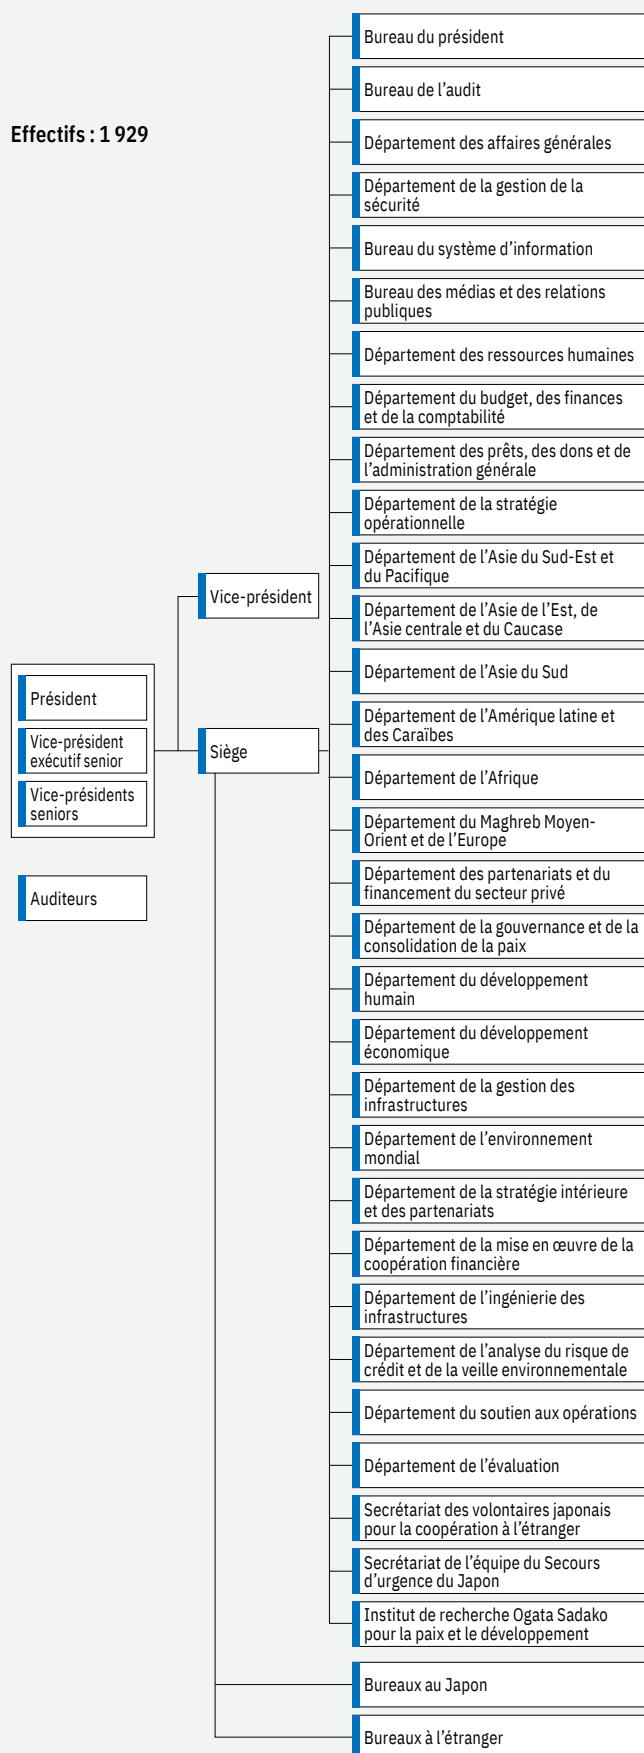 Effectifs : 1 929
Président
Vice-président
exécutif senior
Vice-présidents
seniors
Auditeurs
Vice-président
Siège
Bureau du président
Bureau de l’audit
Département des affaires générales
Département de la gestion de la
sécurité
Bureau du système d’information
Bureau des médias et des relations
publiques
Département des ressources humaines
Département du budget, des finances
et de la comptabilité
Département des prêts, des dons et de
l’administration générale
Département de la stratégie
opérationnelle
Département de l’Asie du Sud-Est et
du Pacifique
Département de l’Asie de l’Est, de
l’Asie centrale et du Caucase
Département de l’Asie du Sud
Département de l’Amérique latine et
des Caraïbes
Département de l’Afrique
Département du Maghreb Moyen-
Orient et de l’Europe
Département des partenariats et du
financement du secteur privé
Département de la gouvernance et de la
consolidation de la paix
Département du développement
humain
Département du développement
économique
Département de la gestion des
infrastructures
Département de l’environnement
mondial
Département de la stratégie intérieure
et des partenariats
Département de la mise en œuvre de la
coopération financière
Département de l’ingénierie des
infrastructures
Département de l’analyse du risque de
crédit et de la veille environnementale
Département du soutien aux opérations
Département de l’évaluation
Secrétariat des volontaires japonais
pour la coopération à l’étranger
Secrétariat de l’équipe du Secours
d’urgence du Japon
Institut de recherche Ogata Sadako
pour la paix et le développement
Bureaux au Japon
Bureaux à l’étranger